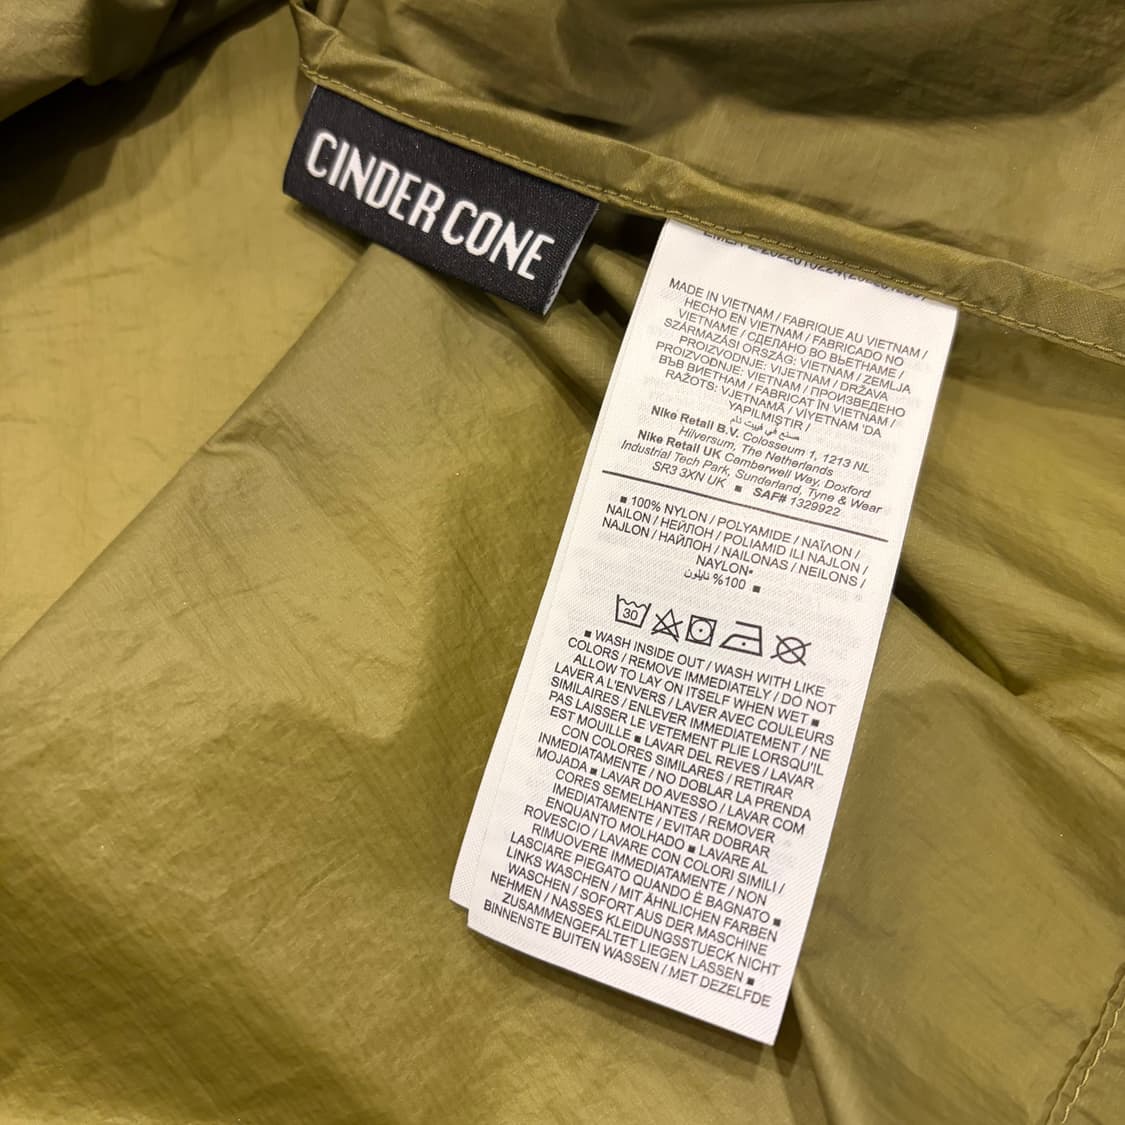 CINDER CONE
MADE IN VIETNAM / FABRIQUE AU VIETNAM /
HECHO EN VIETNAM / FABRICADO NO
VIETNAME / СДЕЛАНО ВО ВЬЕТНАМЕ /
SZÁRMAZÁSI ORSZÁG: VIETNAM / ZEMLJA
PROIZVODNJE: VIJETNAM / DRŽAVA
PROIZVODNJE: VIETNAM / ПРОИЗВЕДЕНО
ВЪВ ВИЕТНАМ / FABRICAT ÎN VIETNAM /
RAŽOTS: VJETNAMĀ / VİYETNAM 'DA
YAPILMIŞTIR /
صنع في فييت نام
Nike Retail B.V. Colosseum 1, 1213 NL
Hilversum, The Netherlands
Nike Retail UK Camberwell Way, Doxford
Industrial Tech Park, Sunderland, Tyne & Wear
SR3 3XN UK ■ SAF# 1329922
■ 100% NYLON / POLYAMIDE / NAÏLON /
NAILON / НЕЙЛОН / POLIAMID ILI NAJLON /
NAJLON / НАЙЛОН / NAILONAS / NEILONS /
NAYLON▪
100% نايلون ■
30
■ WASH INSIDE OUT / WASH WITH LIKE
COLORS / REMOVE IMMEDIATELY / DO NOT
ALLOW TO LAY ON ITSELF WHEN WET ■
LAVER A L'ENVERS / LAVER AVEC COULEURS
SIMILAIRES / ENLEVER IMMEDIATEMENT / NE
PAS LAISSER LE VETEMENT PLIE LORSQU'IL
EST MOUILLE ■ LAVAR DEL REVES / LAVAR
CON COLORES SIMILARES / RETIRAR
INMEDIATAMENTE / NO DOBLAR LA PRENDA
MOJADA ■ LAVAR DO AVESSO / LAVAR COM
CORES SEMELHANTES / REMOVER
IMEDIATAMENTE / EVITAR DOBRAR
ENQUANTO MOLHADO ■ LAVARE AL
ROVESCIO / LAVARE CON COLORI SIMILI /
RIMUOVERE IMMEDIATAMENTE / NON
LASCIARE PIEGATO QUANDO È BAGNATO ■
LINKS WASCHEN / MIT ÄHNLICHEN FARBEN
WASCHEN / SOFORT AUS DER MASCHINE
NEHMEN / NASSES KLEIDUNGSSTUECK NICHT
ZUSAMMENGEFALTET LIEGEN LASSEN ■
BINNENSTE BUITEN WASSEN / MET DEZELFDE